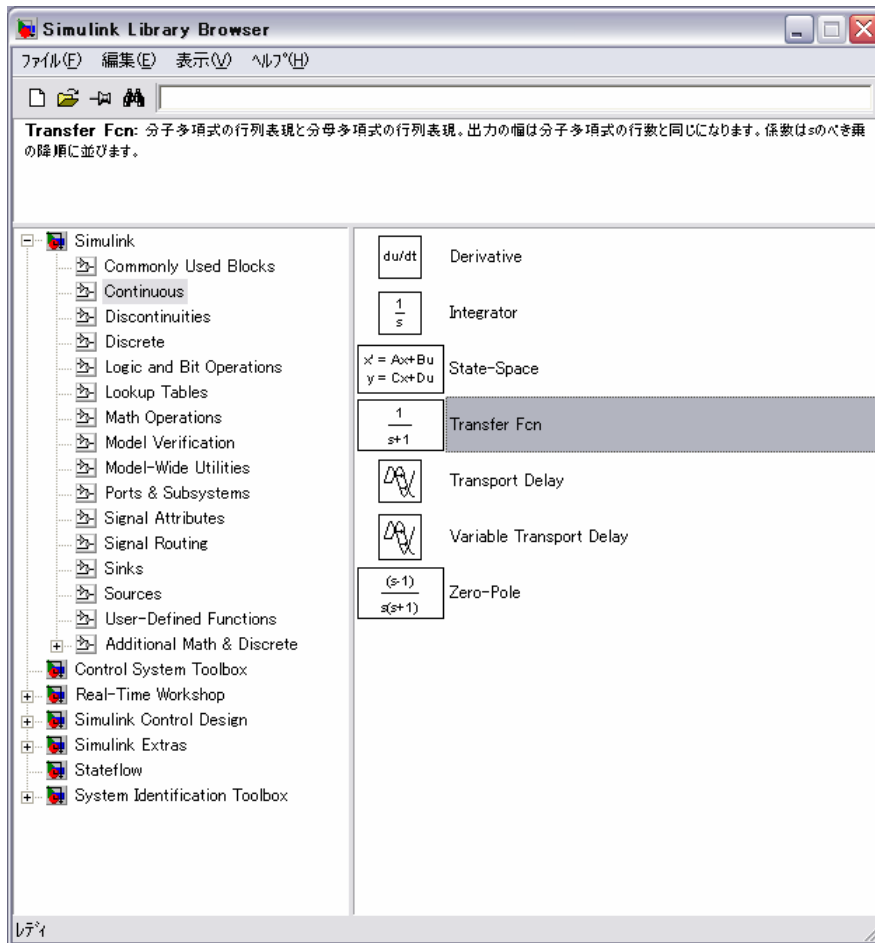 Simulink Library Browser
ファイル(F) 編集(E) 表示(V) ヘルプ(H)
Transfer Fcn: 分子多項式の行列表現と分母多項式の行列表現。出力の幅は分子多項式の行数と同じになります。係数はsのべき乗
の降順に並びます。
Simulink
Commonly Used Blocks
Continuous
Discontinuities
Discrete
Logic and Bit Operations
Lookup Tables
Math Operations
Model Verification
Model-Wide Utilities
Ports & Subsystems
Signal Attributes
Signal Routing
Sinks
Sources
User-Defined Functions
Additional Math & Discrete
Control System Toolbox
Real-Time Workshop
Simulink Control Design
Simulink Extras
Stateflow
System Identification Toolbox
du/dt Derivative
1
s
Integrator
x' = Ax+Bu
y = Cx+Du
State-Space
1
s+1
Transfer Fcn
Transport Delay
Variable Transport Delay
(s-1)
s(s+1)
Zero-Pole
レディ